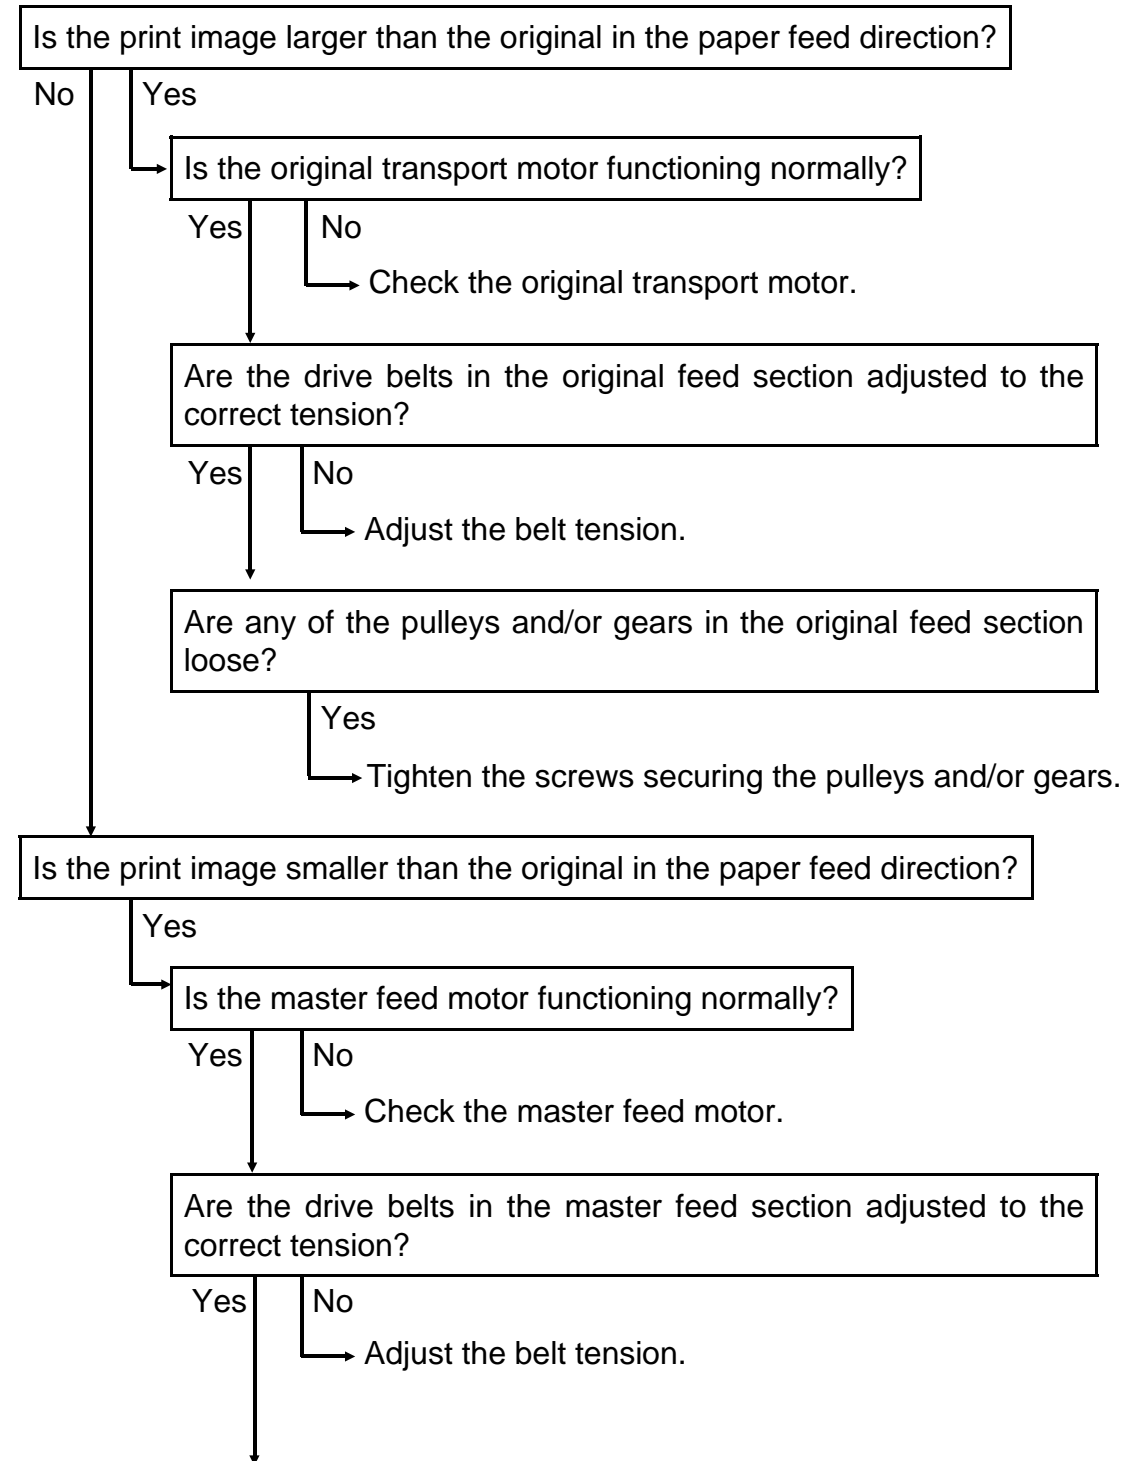 Is the print image larger than the original in the paper feed direction?
No
Yes
Is the original transport motor functioning normally?
Yes
No
Check the original transport motor.
Are the drive belts in the original feed section adjusted to the
correct tension?
Yes
No
Adjust the belt tension.
Are any of the pulleys and/or gears in the original feed section
loose?
Yes
Tighten the screws securing the pulleys and/or gears.
Is the print image smaller than the original in the paper feed direction?
Yes
Is the master feed motor functioning normally?
Yes
No
Check the master feed motor.
Are the drive belts in the master feed section adjusted to the
correct tension?
Yes
No
Adjust the belt tension.